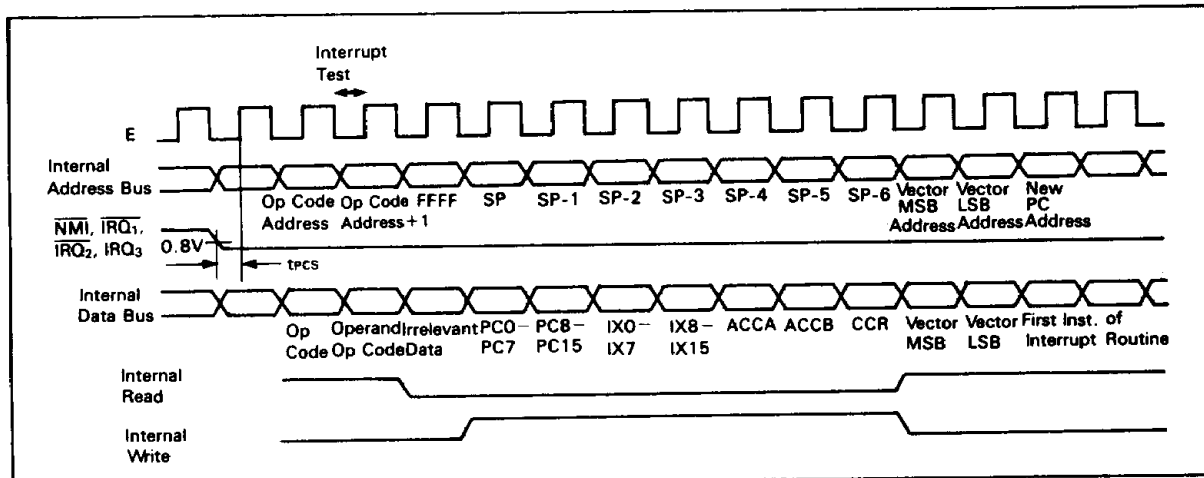 Interrupt
Test
E
Internal
Address Bus
Op Code
Address
Op Code
Address+1
FFFF
SP
SP-1
SP-2
SP-3
SP-4
SP-5
SP-6
Vector
MSB
Address
Vector
LSB
Address
New
PC
Address
NMI, IRQ₁,
IRQ₂, IRQ₃
0.8V
tPCS
Internal
Data Bus
Op
Code
Operand
Op Code
Irrelevant
Data
PC0–
PC7
PC8–
PC15
IX0–
IX7
IX8–
IX15
ACCA
ACCB
CCR
Vector
MSB
Vector
LSB
First Inst. of
Interrupt Routine
Internal
Read
Internal
Write